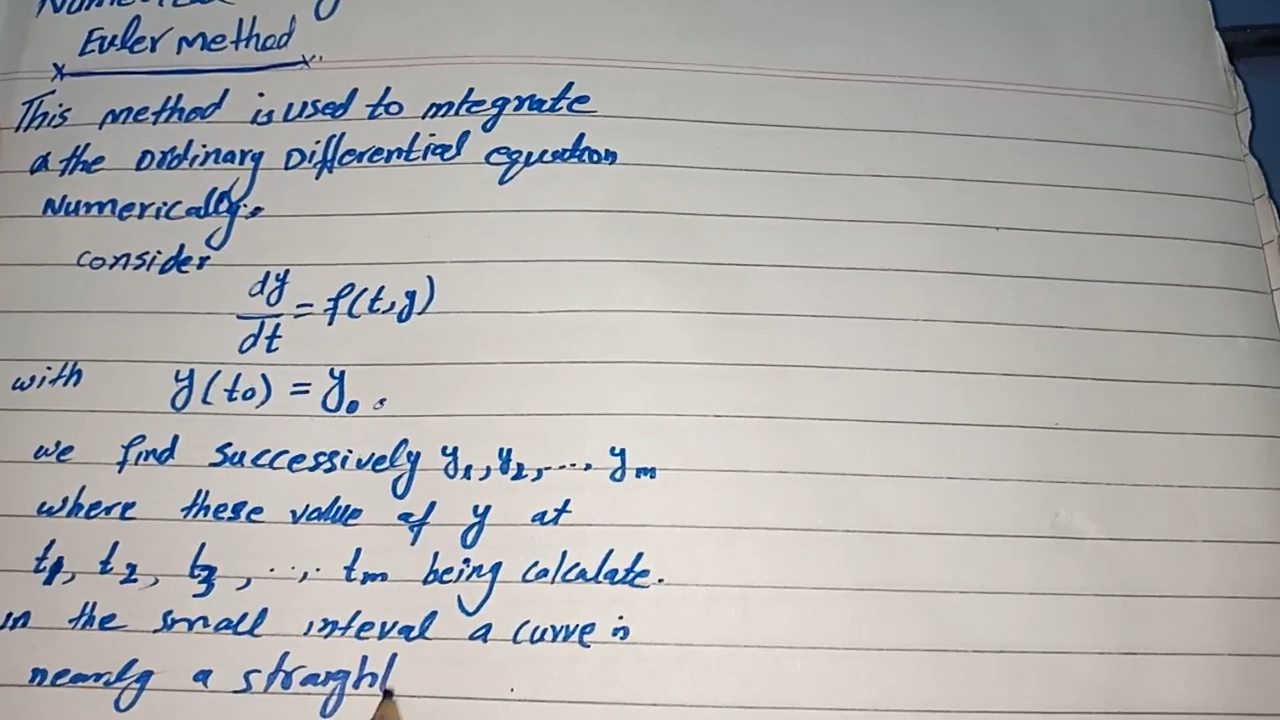 Euler method
This method is used to integrate
a the ordinary Differential equation
Numerically.
consider
dy/dt = f(t,y)
with y(t0) = y0.
we find successively y1, y2, .... ym
where these value of y at
t1, t2, t3, ..., tm being calculate.
in the small inteval a curve is
nearly a straight